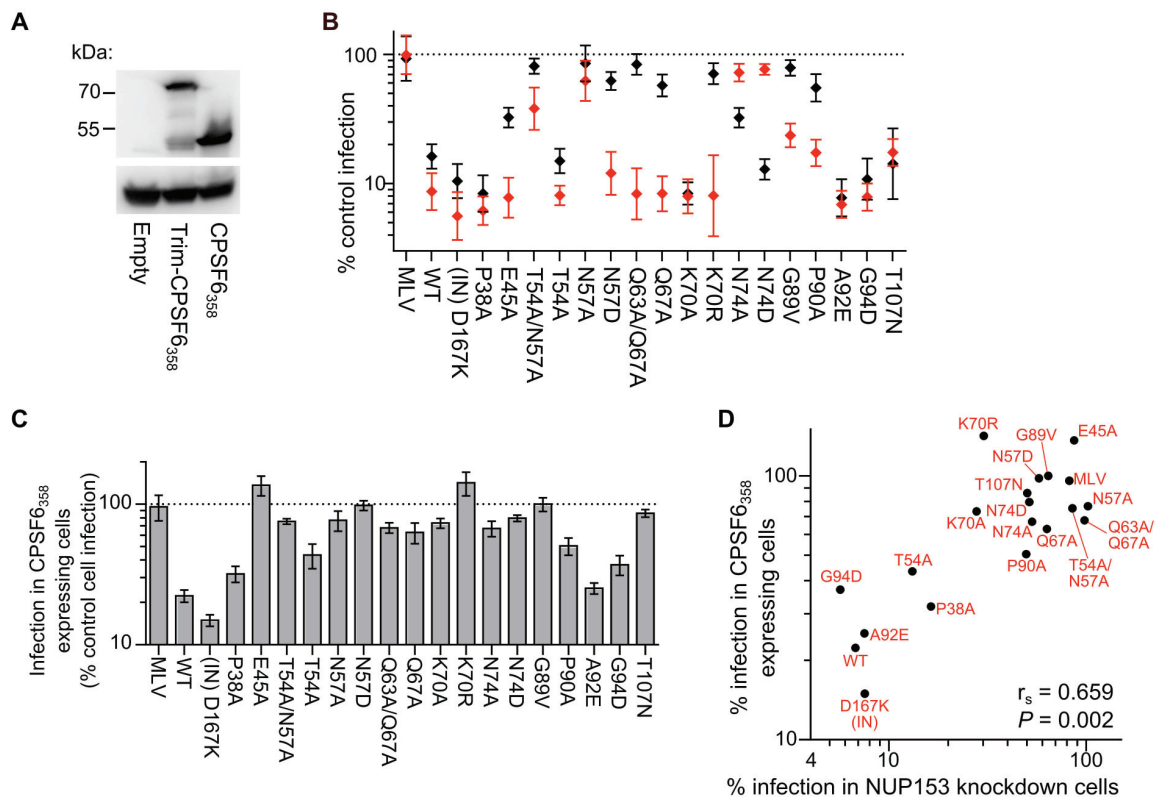 A
kDa:
70
55
Empty
Trim-CPSF6358
CPSF6358
B
% control infection
100
10
MLV
WT
(IN) D167K
P38A
E45A
T54A/N57A
T54A
N57A
N57D
Q63A/Q67A
Q67A
K70A
K70R
N74A
N74D
G89V
P90A
A92E
G94D
T107N
C
Infection in CPSF6358
expressing cells
(% control cell infection)
100
10
MLV
WT
(IN) D167K
P38A
E45A
T54A/N57A
T54A
N57A
N57D
Q63A/Q67A
Q67A
K70A
K70R
N74A
N74D
G89V
P90A
A92E
G94D
T107N
D
% infection in CPSF6358
expressing cells
100
10
K70R
G89V
E45A
N57D
MLV
T107N
N57A
N74D
K70A
N74A
Q67A
Q63A/
Q67A
P90A
T54A/
N57A
T54A
G94D
P38A
A92E
WT
D167K
(IN)
rs = 0.659
P = 0.002
4
10
100
% infection in NUP153 knockdown cells